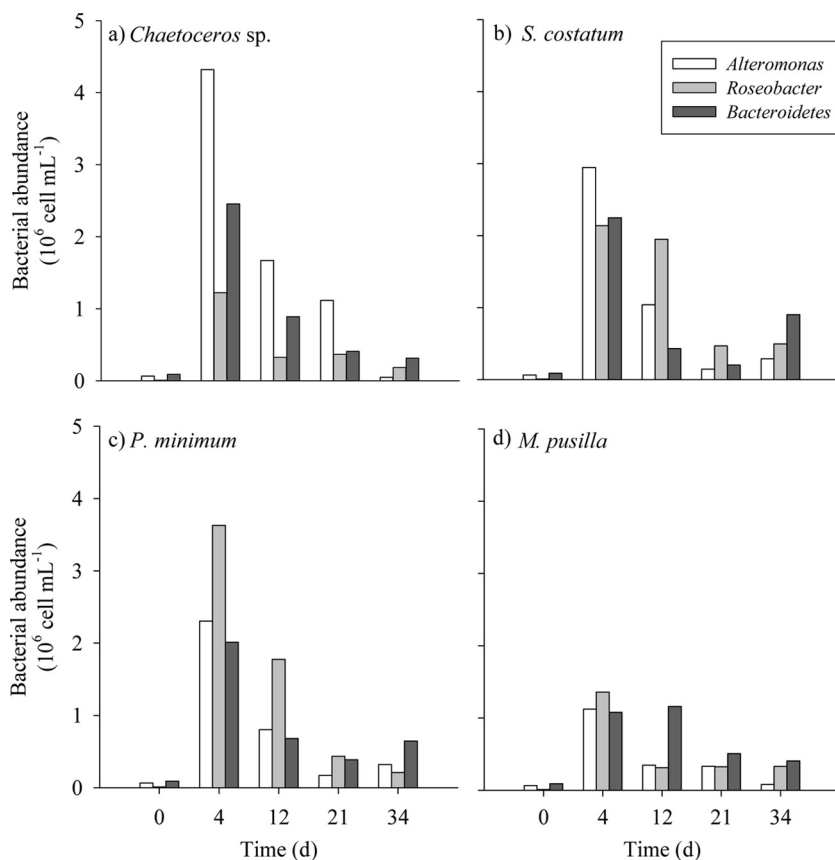 a) Chaetoceros sp.
b) S. costatum
Alteromonas
Roseobacter
Bacteroidetes
Bacterial abundance
(10⁶ cell mL⁻¹)
5
4
3
2
1
0
c) P. minimum
d) M. pusilla
Bacterial abundance
(10⁶ cell mL⁻¹)
5
4
3
2
1
0
0 4 12 21 34
0 4 12 21 34
Time (d)
Time (d)